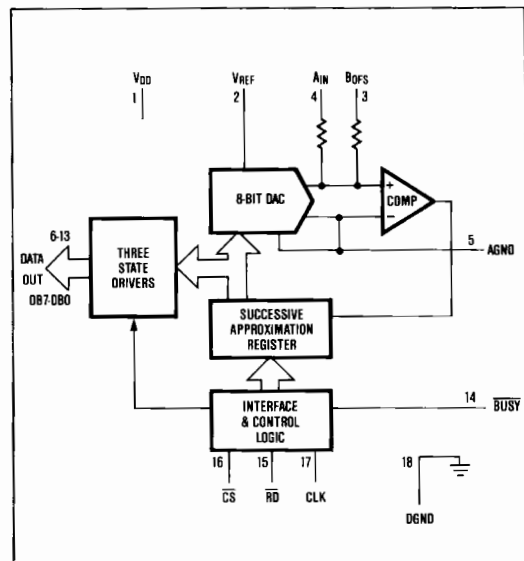 VDD
1
VREF
2
AIN
4
BOFS
3
8-BIT DAC
+
−
COMP
5
AGND
6-13
DATA
OUT
DB7-DB0
THREE
STATE
DRIVERS
SUCCESSIVE
APPROXIMATION
REGISTER
INTERFACE
& CONTROL
LOGIC
14
BUSY
16
15
17
CS
RD
CLK
18
DGND